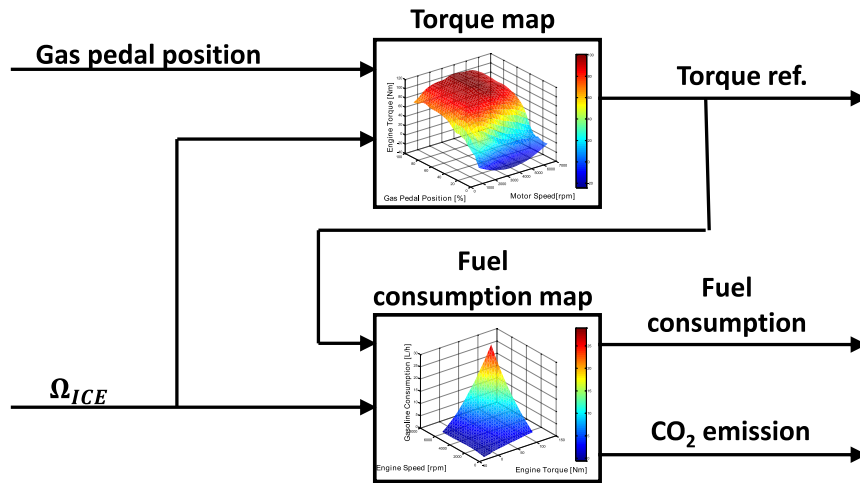 Torque map
Gas pedal position
Torque ref.
Engine Torque [Nm]
Gas Pedal Position [%]
Motor Speed[rpm]
Fuel
consumption map
Fuel
consumption
Gasoline Consumption [L/h]
Engine Speed [rpm]
Engine Torque [Nm]
Ω_ICE
CO₂ emission